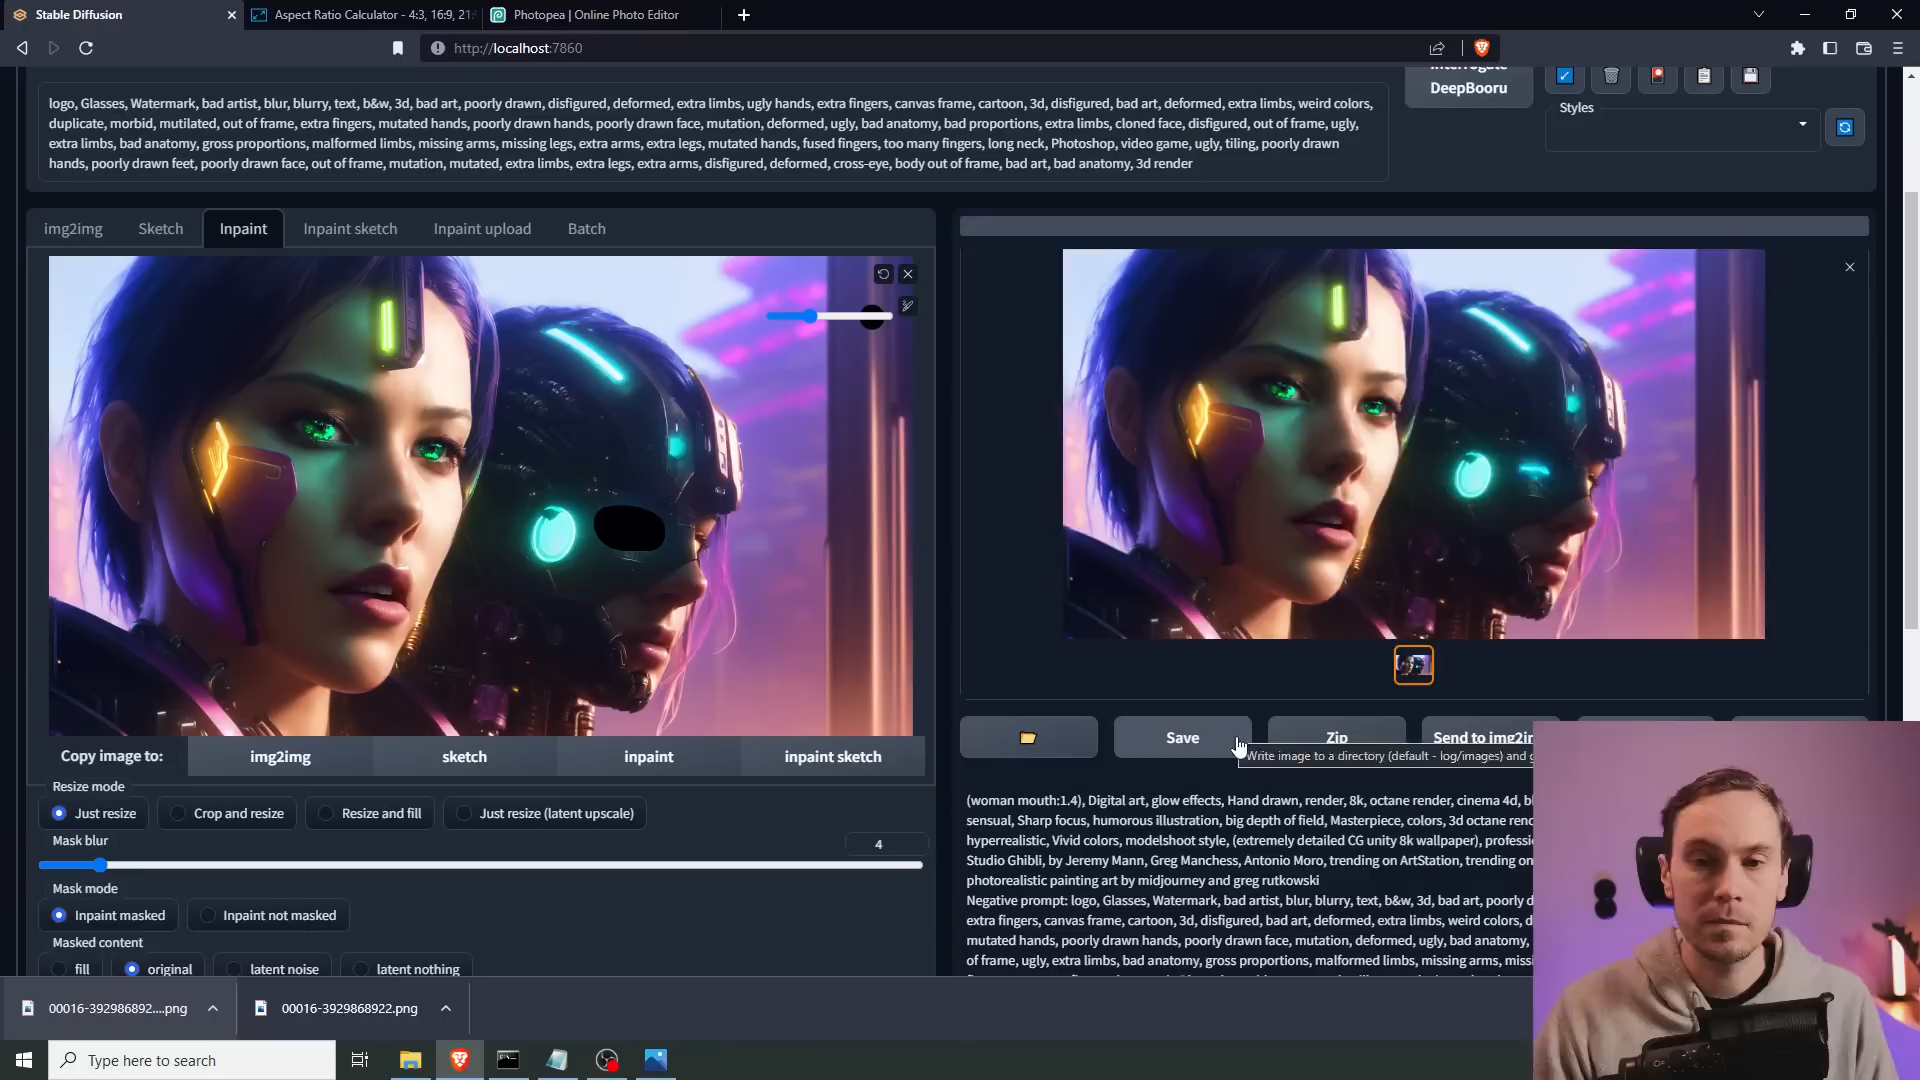 Stable Diffusion
Aspect Ratio Calculator - 4:3, 16:9, 21:
Photopea | Online Photo Editor
http://localhost:7860
Interrogate
DeepBooru
Styles
logo, Glasses, Watermark, bad artist, blur, blurry, text, b&w, 3d, bad art, poorly drawn, disfigured, deformed, extra limbs, ugly hands, extra fingers, canvas frame, cartoon, 3d, disfigured, bad art, deformed, extra limbs, weird colors,
duplicate, morbid, mutilated, out of frame, extra fingers, mutated hands, poorly drawn hands, poorly drawn face, mutation, deformed, ugly, bad anatomy, bad proportions, extra limbs, cloned face, disfigured, out of frame, ugly,
extra limbs, bad anatomy, gross proportions, malformed limbs, missing arms, missing legs, extra arms, extra legs, mutated hands, fused fingers, too many fingers, long neck, Photoshop, video game, ugly, tiling, poorly drawn
hands, poorly drawn feet, poorly drawn face, out of frame, mutation, mutated, extra limbs, extra legs, extra arms, disfigured, deformed, cross-eye, body out of frame, bad art, bad anatomy, 3d render
img2img Sketch Inpaint Inpaint sketch Inpaint upload Batch
Copy image to: img2img sketch inpaint inpaint sketch
Resize mode
Just resize Crop and resize Resize and fill Just resize (latent upscale)
Mask blur
4
Mask mode
Inpaint masked Inpaint not masked
Masked content
fill original latent noise latent nothing
Save Zip Send to img2im
Write image to a directory (default - log/images) and g
(woman mouth:1.4), Digital art, glow effects, Hand drawn, render, 8k, octane render, cinema 4d, bl
sensual, Sharp focus, humorous illustration, big depth of field, Masterpiece, colors, 3d octane rend
hyperrealistic, Vivid colors, modelshoot style, (extremely detailed CG unity 8k wallpaper), professi
Studio Ghibli, by Jeremy Mann, Greg Manchess, Antonio Moro, trending on ArtStation, trending on
photorealistic painting art by midjourney and greg rutkowski
Negative prompt: logo, Glasses, Watermark, bad artist, blur, blurry, text, b&w, 3d, bad art, poorly d
extra fingers, canvas frame, cartoon, 3d, disfigured, bad art, deformed, extra limbs, weird colors, d
mutated hands, poorly drawn hands, poorly drawn face, mutation, deformed, ugly, bad anatomy,
of frame, ugly, extra limbs, bad anatomy, gross proportions, malformed limbs, missing arms, missi
00016-392986892....png
00016-3929868922.png
Type here to search